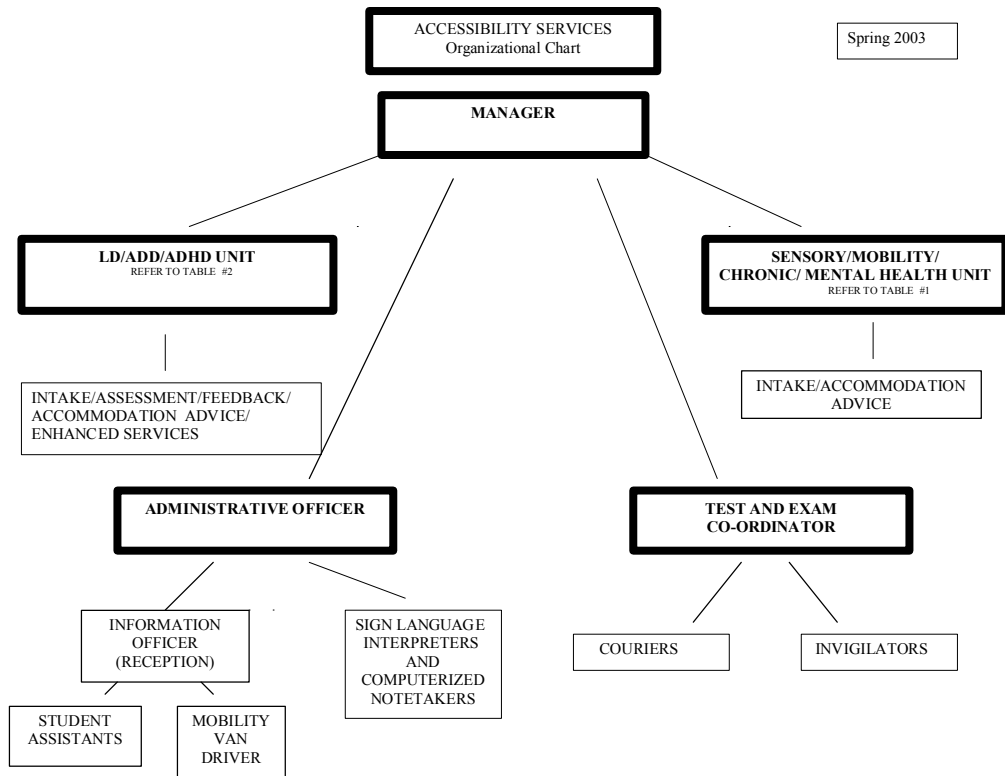 ACCESSIBILITY SERVICES
Organizational Chart
Spring 2003
MANAGER
LD/ADD/ADHD UNIT
REFER TO TABLE #2
SENSORY/MOBILITY/
CHRONIC/ MENTAL HEALTH UNIT
REFER TO TABLE #1
INTAKE/ASSESSMENT/FEEDBACK/
ACCOMMODATION ADVICE/
ENHANCED SERVICES
INTAKE/ACCOMMODATION
ADVICE
ADMINISTRATIVE OFFICER
TEST AND EXAM
CO-ORDINATOR
INFORMATION
OFFICER
(RECEPTION)
SIGN LANGUAGE
INTERPRETERS
AND
COMPUTERIZED
NOTETAKERS
COURIERS
INVIGILATORS
STUDENT
ASSISTANTS
MOBILITY
VAN
DRIVER